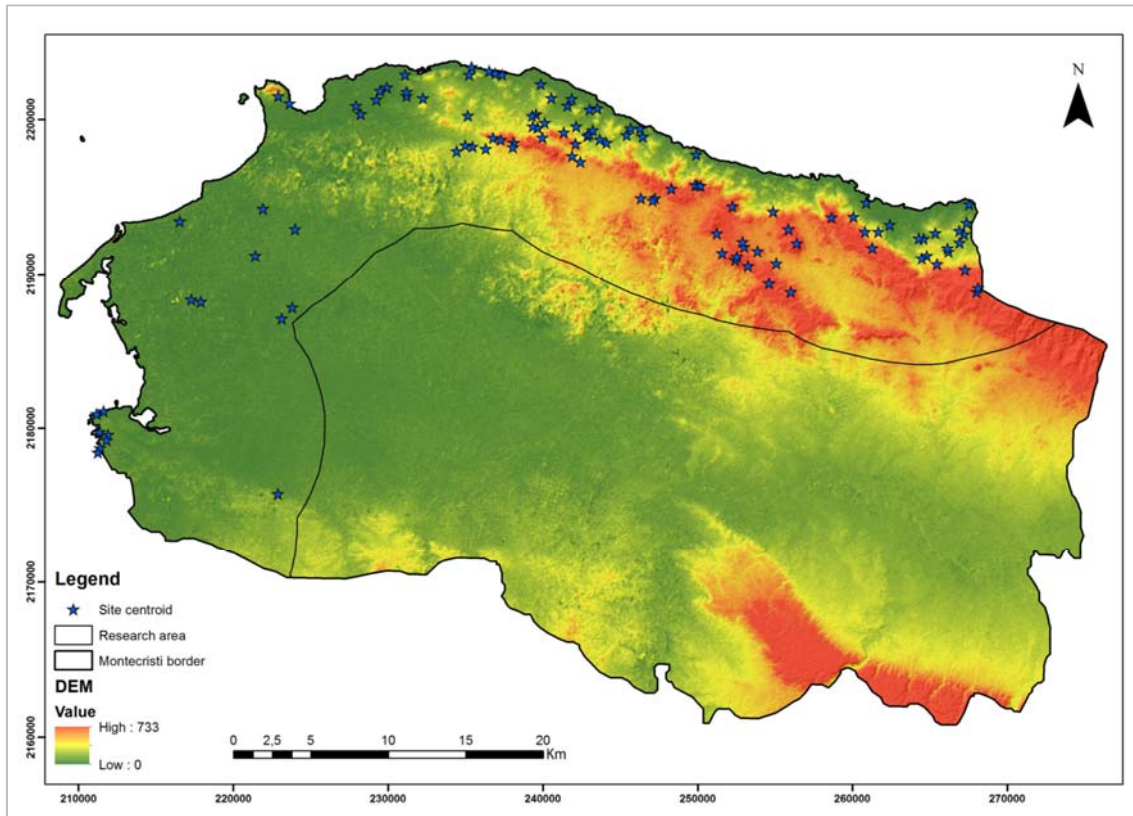 N
2200000
2190000
2180000
2170000
2160000
Legend
Site centroid
Research area
Montecristi border
DEM
Value
High : 733
Low : 0
0 2,5 5 10 15 20
Km
210000 220000 230000 240000 250000 260000 270000